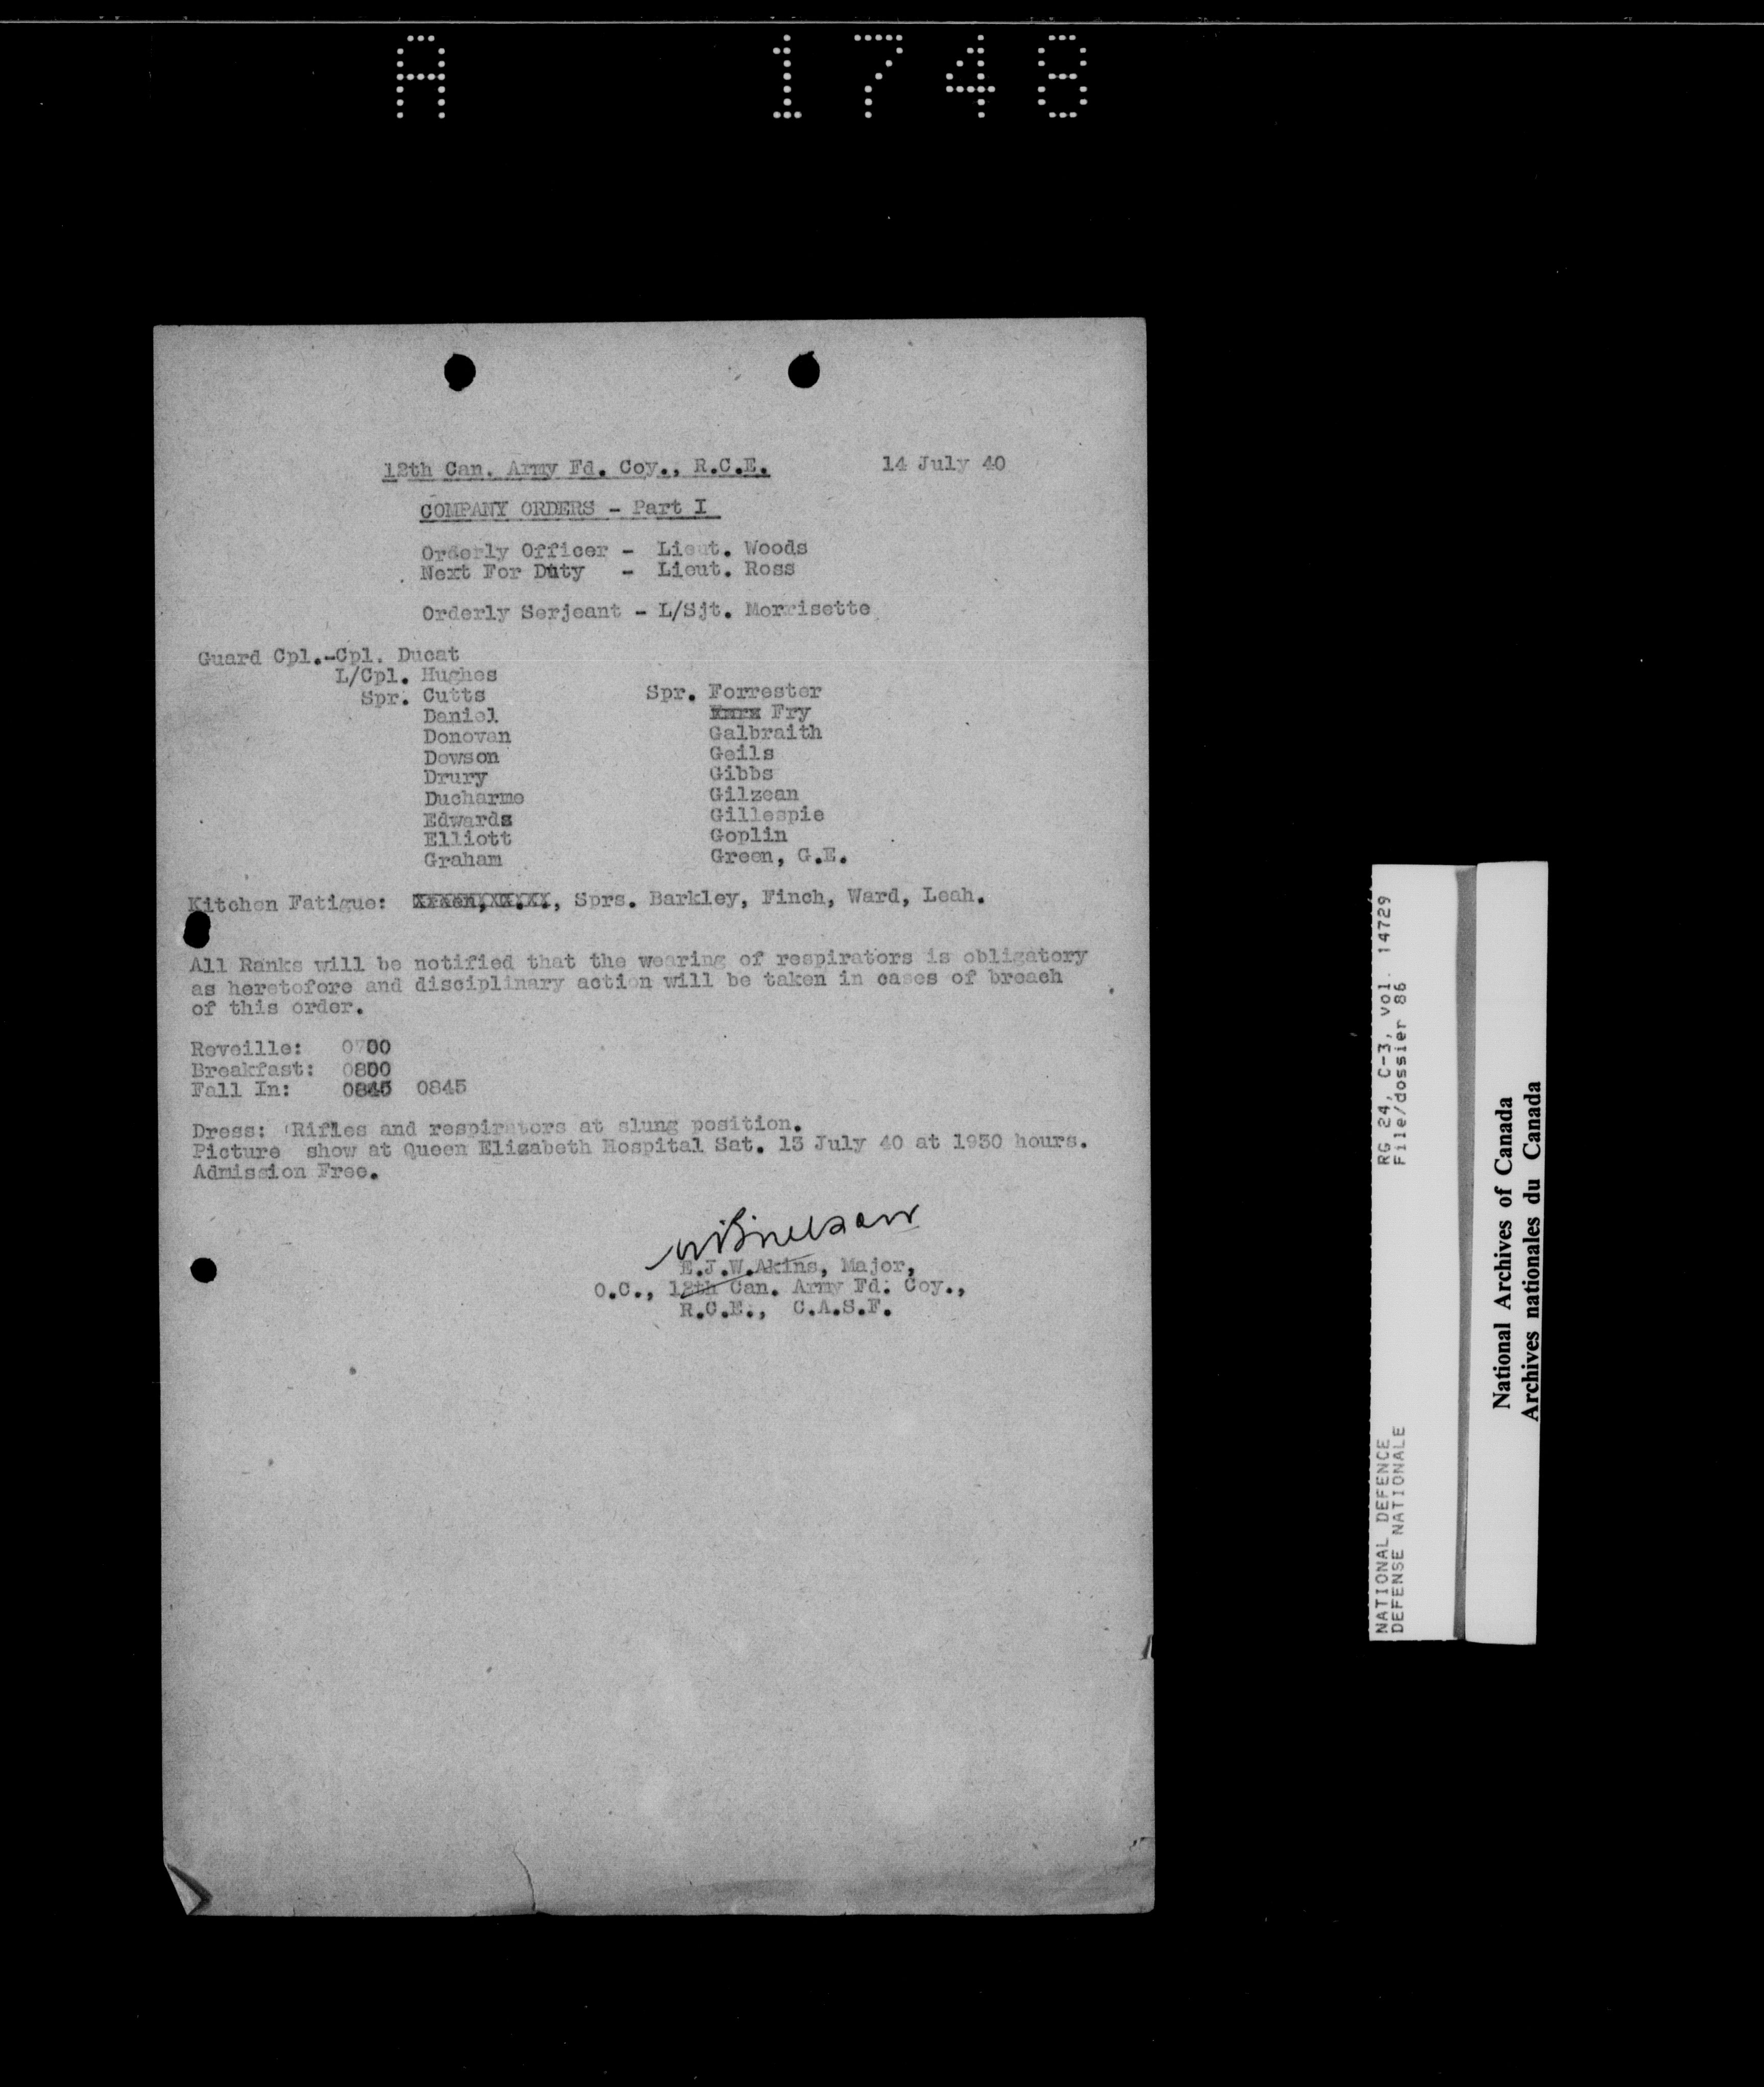 A 1748
12th Can. Army Fd. Coy., R.C.E. 14 July 40
COMPANY ORDERS - Part I
Orderly Officer - Lieut. Woods
Next For Duty - Lieut. Ross
Orderly Serjeant - L/Sjt. Morrisette
Guard Cpl.-Cpl. Ducat
L/Cpl. Hughes
Spr. Cutts Spr. Forrester
Daniel Fry
Donovan Galbraith
Dowson Geils
Drury Gibbs
Ducharme Gilzean
Edwards Gillespie
Elliott Goplin
Graham Green, G.E.
Kitchen Fatigue: , Sprs. Barkley, Finch, Ward, Leah.
All Ranks will be notified that the wearing of respirators is obligatory
as heretofore and disciplinary action will be taken in cases of breach
of this order.
Reveille: 0700
Breakfast: 0800
Fall In: 0845 0845
Dress: Rifles and respirators at slung position.
Picture show at Queen Elizabeth Hospital Sat. 13 July 40 at 1930 hours.
Admission Free.
E.J.W.Akins, Major,
O.C., 12th Can. Army Fd. Coy.,
R.C.E., C.A.S.F.
NATIONAL DEFENCE RG 24, C-3, vol. 14729
DEFENSE NATIONALE File/dossier 86
National Archives of Canada
Archives nationales du Canada